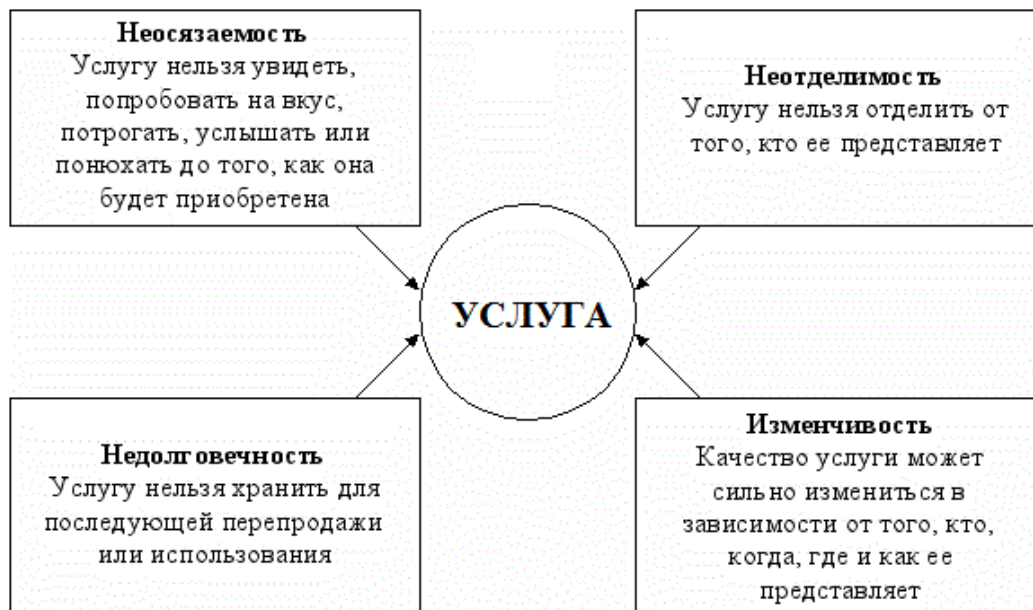 Неосязаемость
Услугу нельзя увидеть,
попробовать на вкус,
потрогать, услышать или
понюхать до того, как она
будет приобретена
Неотделимость
Услугу нельзя отделить от
того, кто ее представляет
УСЛУГА
Недолговечность
Услугу нельзя хранить для
последующей перепродажи
или использования
Изменчивость
Качество услуги может
сильно измениться в
зависимости от того, кто,
когда, где и как ее
представляет